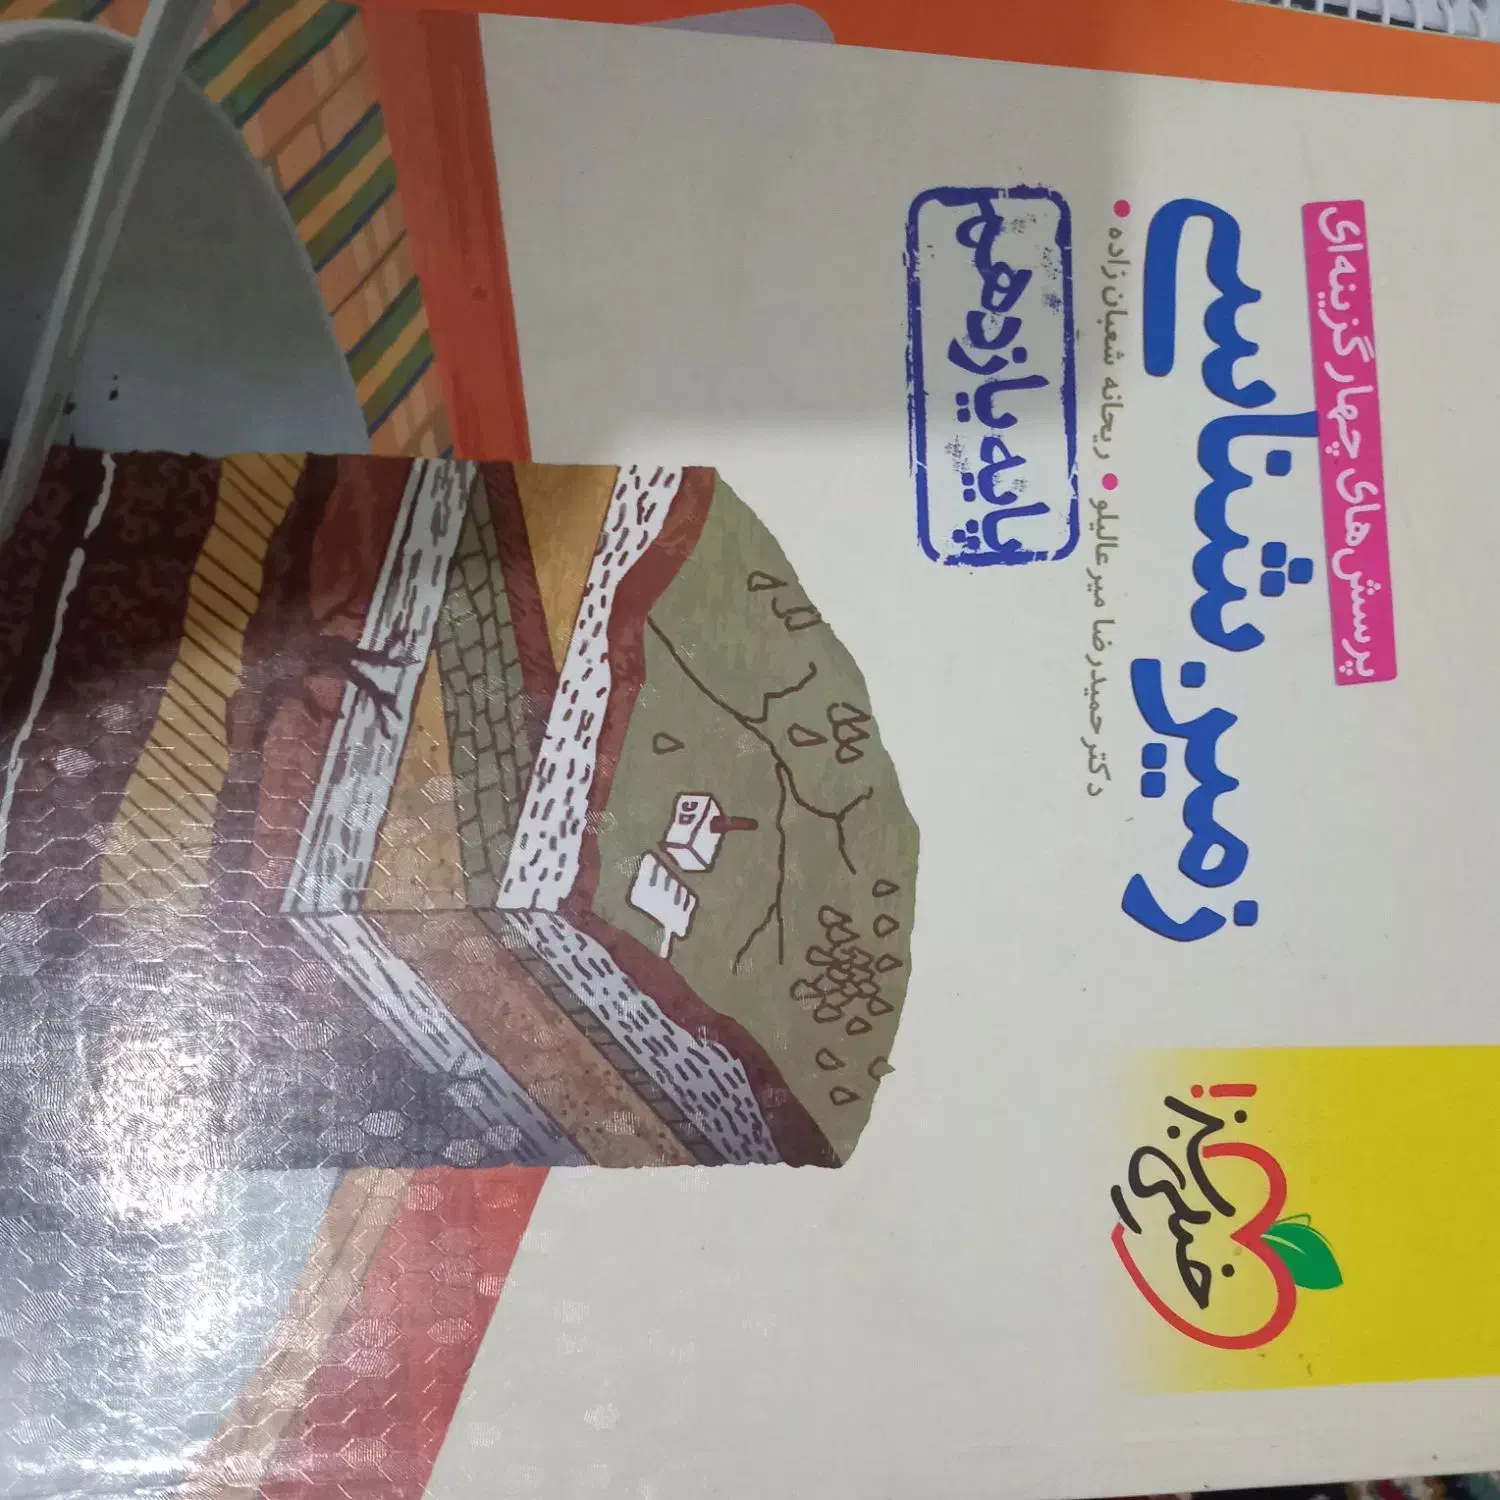 پرسش‌های چهارگزینه‌ای
زمین‌شناسی
دکتر حمیدرضا میرعالیلو • ریحانه شعبان‌زاده •
پایه یازدهم
خیلی
سبز!